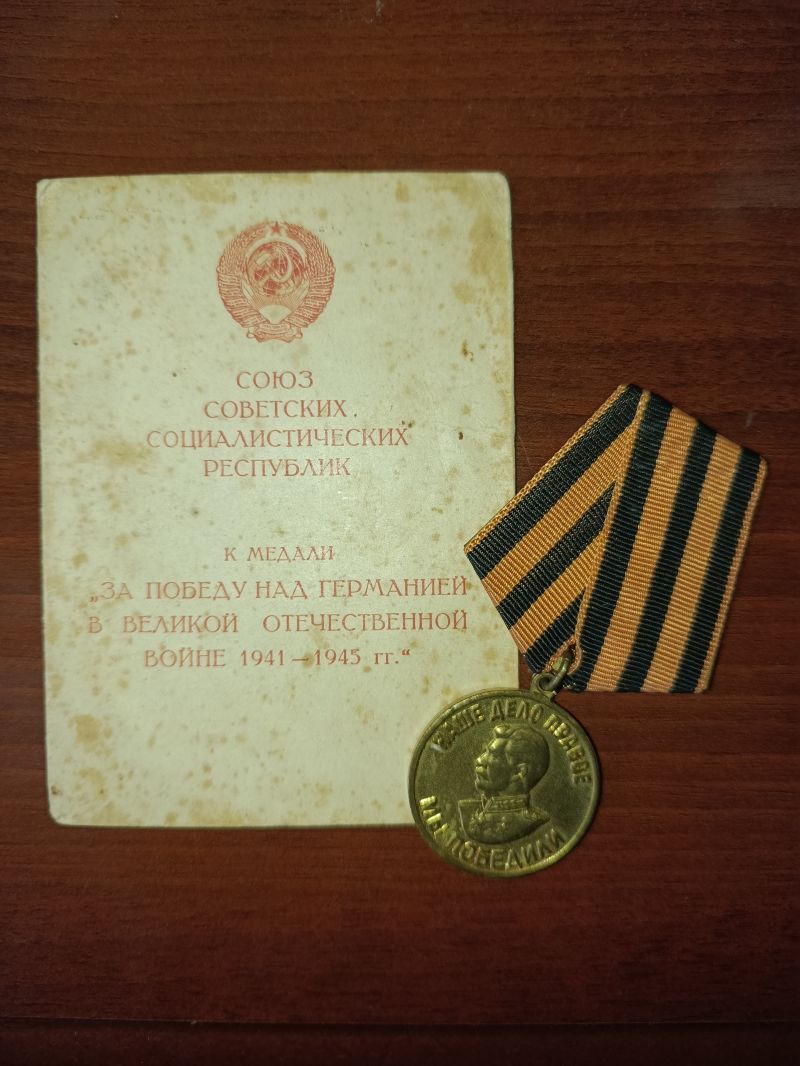 СОЮЗ
СОВЕТСКИХ
СОЦИАЛИСТИЧЕСКИХ
РЕСПУБЛИК
К МЕДАЛИ
„ЗА ПОБЕДУ НАД ГЕРМАНИЕЙ
В ВЕЛИКОЙ ОТЕЧЕСТВЕННОЙ
ВОЙНЕ 1941—1945 гг.“
НАШЕ ДЕЛО ПРАВОЕ
МЫ ПОБЕДИЛИ